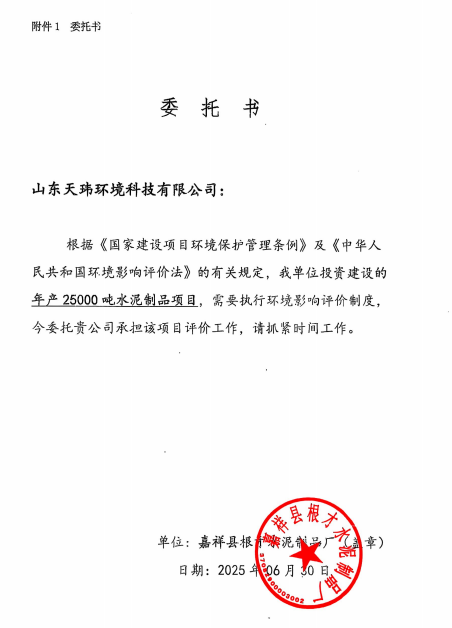 附件 1 委托书
委 托 书
山东天玮环境科技有限公司：
根据《国家建设项目环境保护管理条例》及《中华人
民共和国环境影响评价法》的有关规定，我单位投资建设的
年产 25000 吨水泥制品项目，需要执行环境影响评价制度，
今委托贵公司承担该项目评价工作，请抓紧时间工作。
单位：嘉祥县根才水泥制品厂（盖章）
日期：2025 年 06 月 30 日
嘉祥县根才水泥制品厂